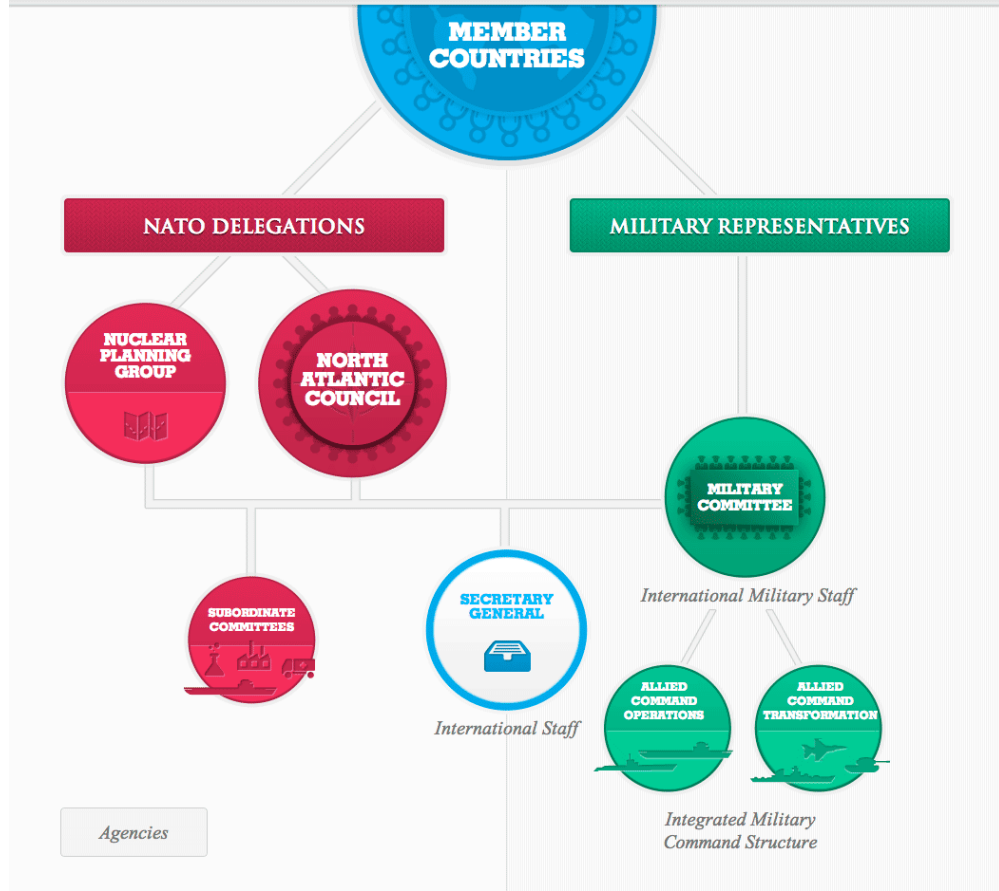 MEMBER
COUNTRIES
NATO DELEGATIONS
MILITARY REPRESENTATIVES
NUCLEAR
PLANNING
GROUP
NORTH
ATLANTIC
COUNCIL
MILITARY
COMMITTEE
International Military Staff
SUBORDINATE
COMMITTEES
SECRETARY
GENERAL
International Staff
ALLIED
COMMAND
OPERATIONS
ALLIED
COMMAND
TRANSFORMATION
Integrated Military
Command Structure
Agencies